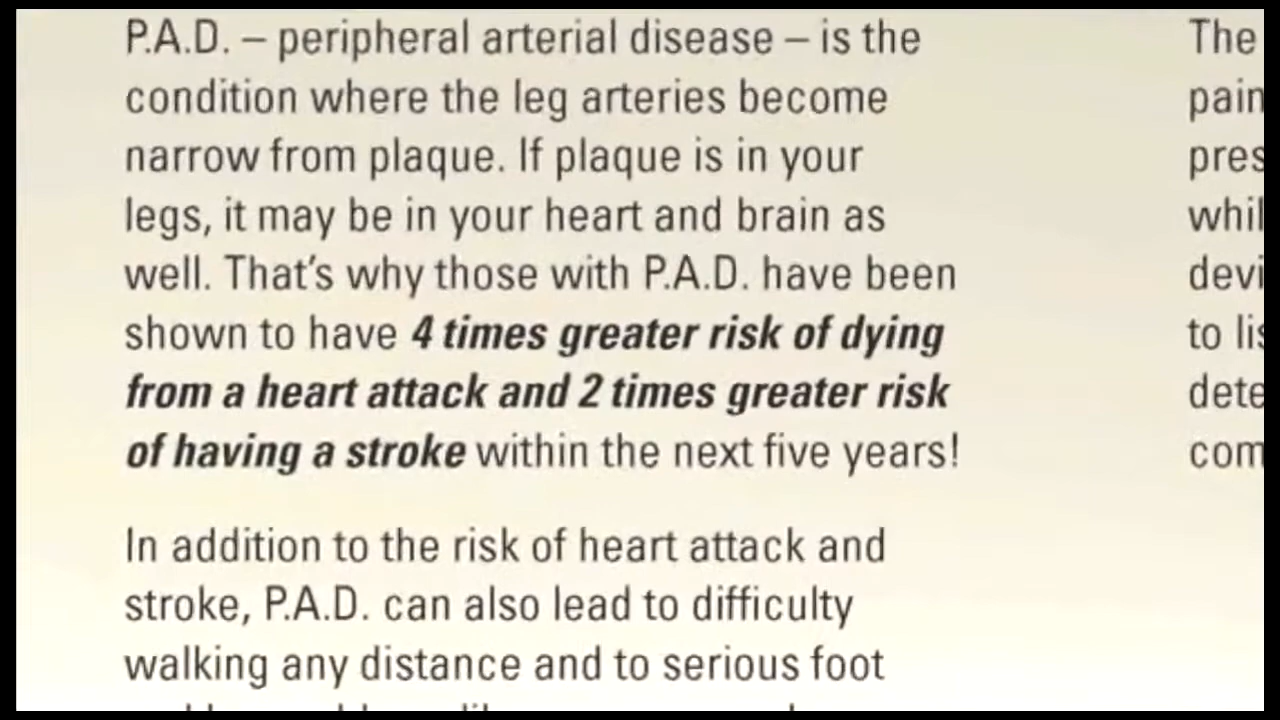 P.A.D. – peripheral arterial disease – is the
condition where the leg arteries become
narrow from plaque. If plaque is in your
legs, it may be in your heart and brain as
well. That's why those with P.A.D. have been
shown to have 4 times greater risk of dying
from a heart attack and 2 times greater risk
of having a stroke within the next five years!
In addition to the risk of heart attack and
stroke, P.A.D. can also lead to difficulty
walking any distance and to serious foot
The
to